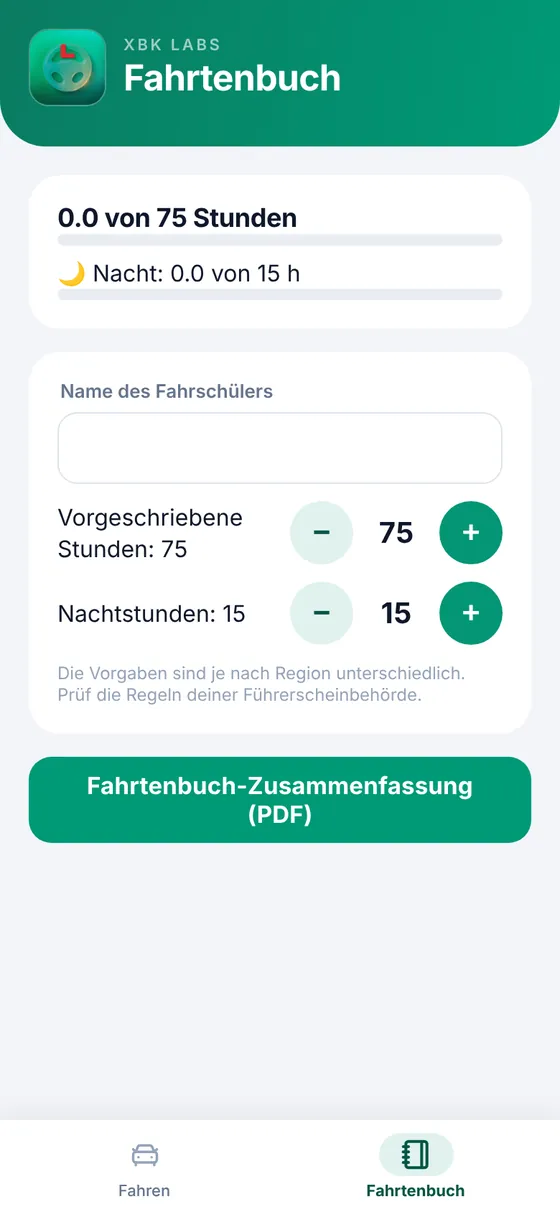 XBK LABS
Fahrtenbuch
0.0 von 75 Stunden
🌙 Nacht: 0.0 von 15 h
Name des Fahrschülers
Vorgeschriebene
Stunden: 75
− 75 +
Nachtstunden: 15
− 15 +
Die Vorgaben sind je nach Region unterschiedlich.
Prüf die Regeln deiner Führerscheinbehörde.
Fahrtenbuch-Zusammenfassung
(PDF)
Fahren
Fahrtenbuch